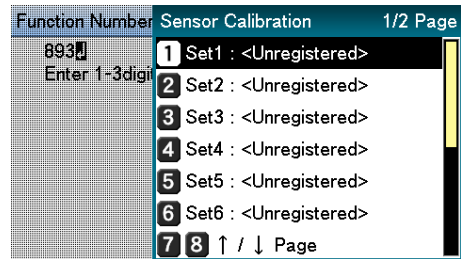 Function Number
893
Enter 1-3digi
Sensor Calibration 1/2 Page
1 Set1 : <Unregistered>
2 Set2 : <Unregistered>
3 Set3 : <Unregistered>
4 Set4 : <Unregistered>
5 Set5 : <Unregistered>
6 Set6 : <Unregistered>
7 8 ↑ / ↓ Page